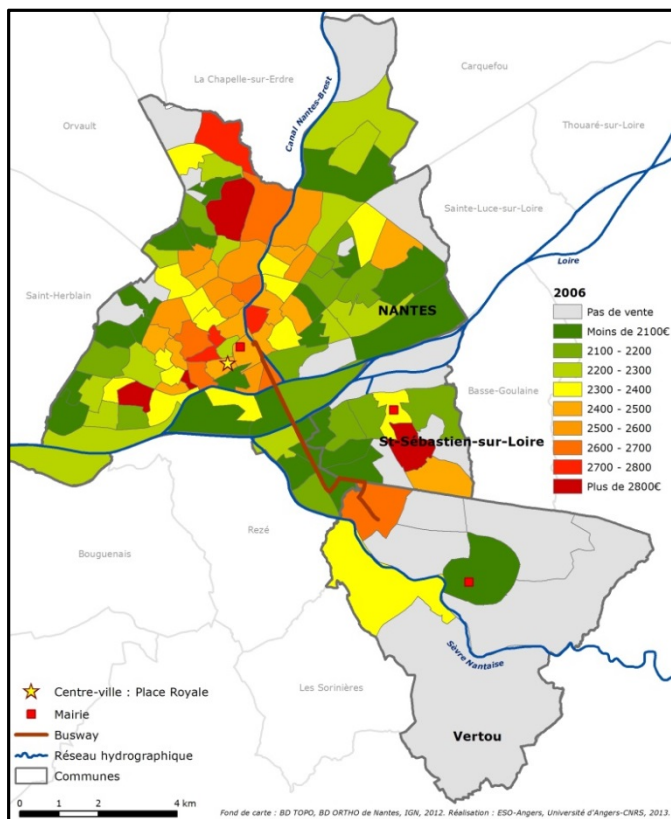 La Chapelle-sur-Erdre
Carquefou
Orvault
Canal Nantes-Brest
Thouaré-sur-Loire
Sainte-Luce-sur-Loire
Loire
Saint-Herblain
NANTES
2006
Pas de vente
Moins de 2100€
2100 - 2200
2200 - 2300
2300 - 2400
2400 - 2500
2500 - 2600
2600 - 2700
2700 - 2800
Plus de 2800€
Basse-Goulaine
St-Sébastien-sur-Loire
Rezé
Bouguenais
Sèvre Nantaise
Les Sorinières
Vertou
Centre-ville : Place Royale
Mairie
Busway
Réseau hydrographique
Communes
0 1 2 4 km
Fond de carte : BD TOPO, BD ORTHO de Nantes, IGN, 2012. Réalisation : ESO-Angers, Université d'Angers-CNRS, 2013.